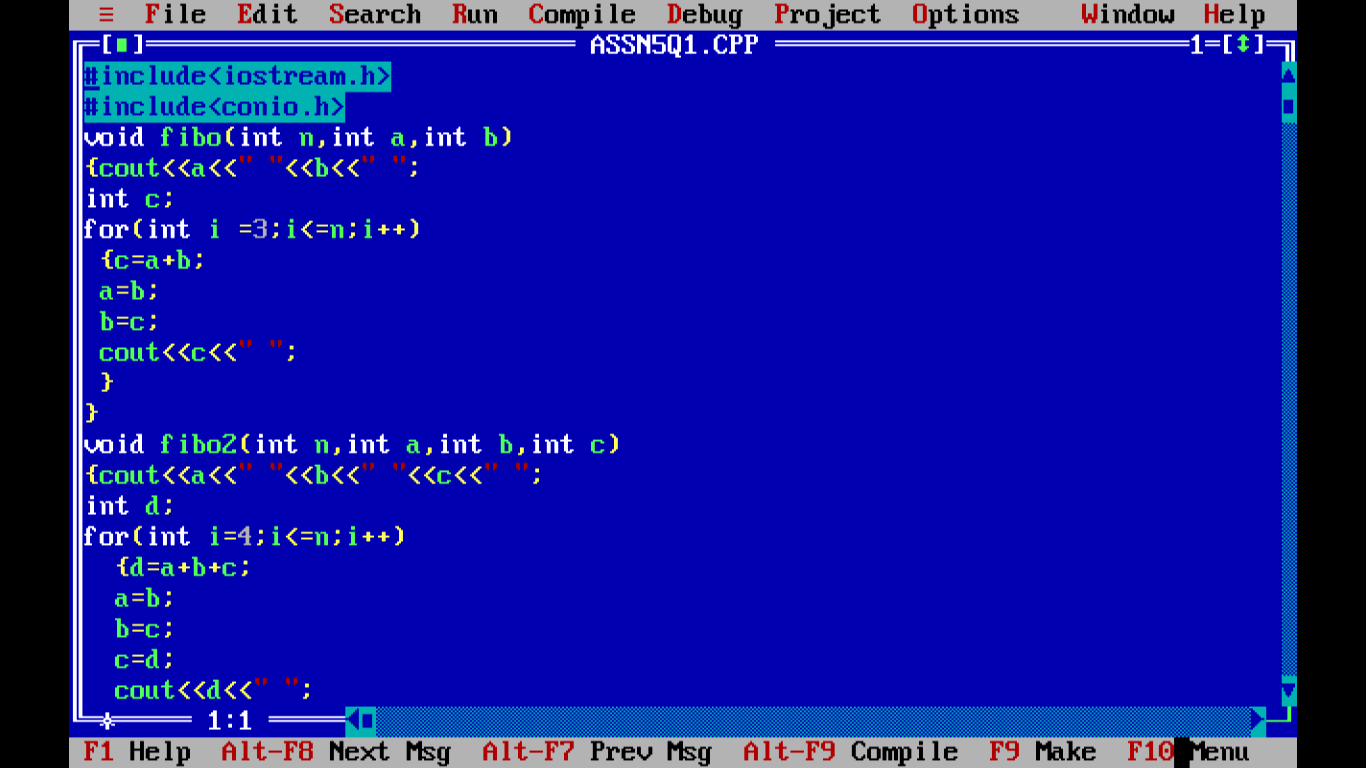 ≡ File Edit Search Run Compile Debug Project Options Window Help
[■] ASSN5Q1.CPP 1=[↕]
#include<iostream.h>
#include<conio.h>
void fibo(int n,int a,int b)
{cout<<a<<" "<<b<<" ";
int c;
for(int i =3;i<=n;i++)
 {c=a+b;
 a=b;
 b=c;
 cout<<c<<" ";
 }
}
void fibo2(int n,int a,int b,int c)
{cout<<a<<" "<<b<<" "<<c<<" ";
int d;
for(int i=4;i<=n;i++)
  {d=a+b+c;
  a=b;
  b=c;
  c=d;
  cout<<d<<" ";
1:1
F1 Help Alt-F8 Next Msg Alt-F7 Prev Msg Alt-F9 Compile F9 Make F10 Menu